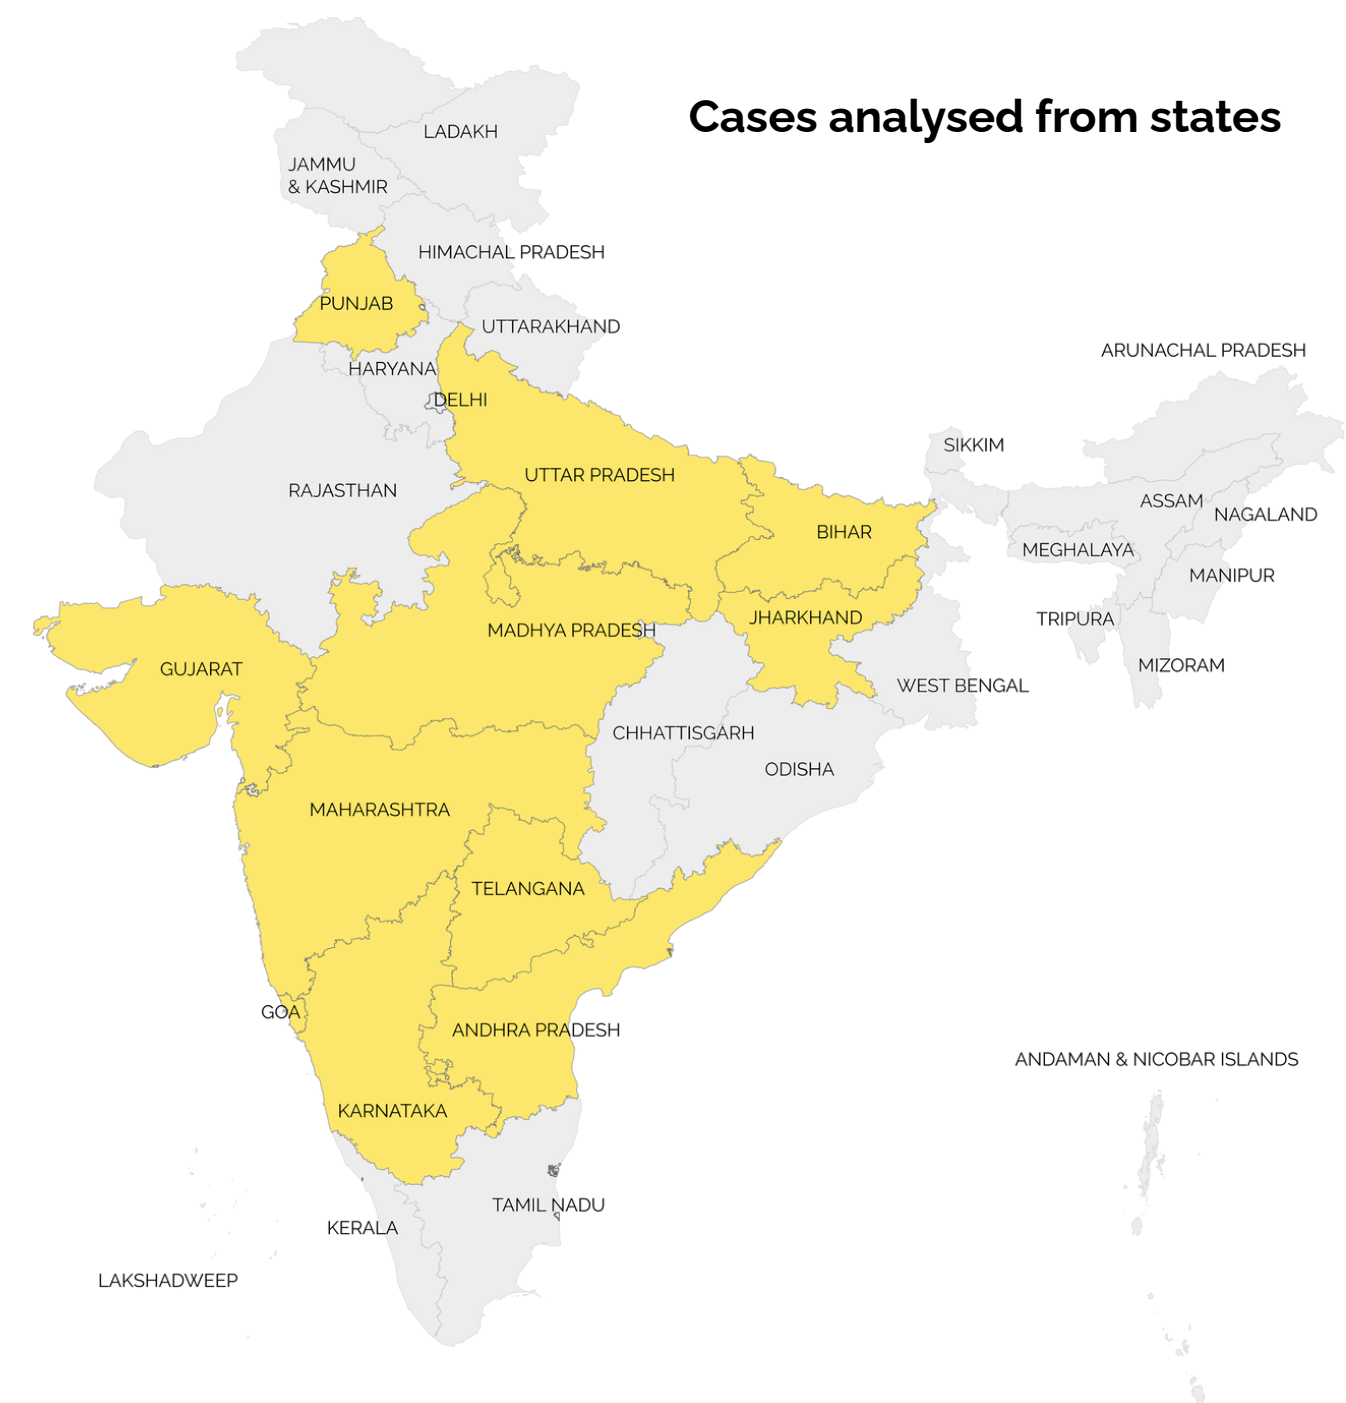 Cases analysed from states
LADAKH
JAMMU
& KASHMIR
HIMACHAL PRADESH
PUNJAB
UTTARAKHAND
ARUNACHAL PRADESH
HARYANA
DELHI
SIKKIM
UTTAR PRADESH
RAJASTHAN
ASSAM
NAGALAND
BIHAR
MEGHALAYA
MANIPUR
JHARKHAND
TRIPURA
MADHYA PRADESH
MIZORAM
GUJARAT
WEST BENGAL
CHHATTISGARH
ODISHA
MAHARASHTRA
TELANGANA
GOA
ANDHRA PRADESH
ANDAMAN & NICOBAR ISLANDS
KARNATAKA
TAMIL NADU
KERALA
LAKSHADWEEP